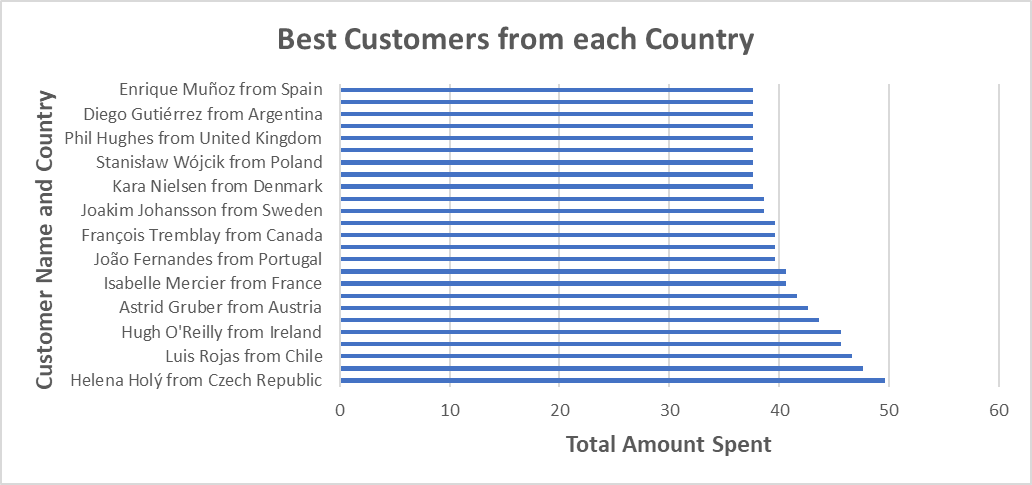 Best Customers from each Country
Customer Name and Country
Enrique Muñoz from Spain
Diego Gutiérrez from Argentina
Phil Hughes from United Kingdom
Stanisław Wójcik from Poland
Kara Nielsen from Denmark
Joakim Johansson from Sweden
François Tremblay from Canada
João Fernandes from Portugal
Isabelle Mercier from France
Astrid Gruber from Austria
Hugh O'Reilly from Ireland
Luis Rojas from Chile
Helena Holý from Czech Republic
0 10 20 30 40 50 60
Total Amount Spent